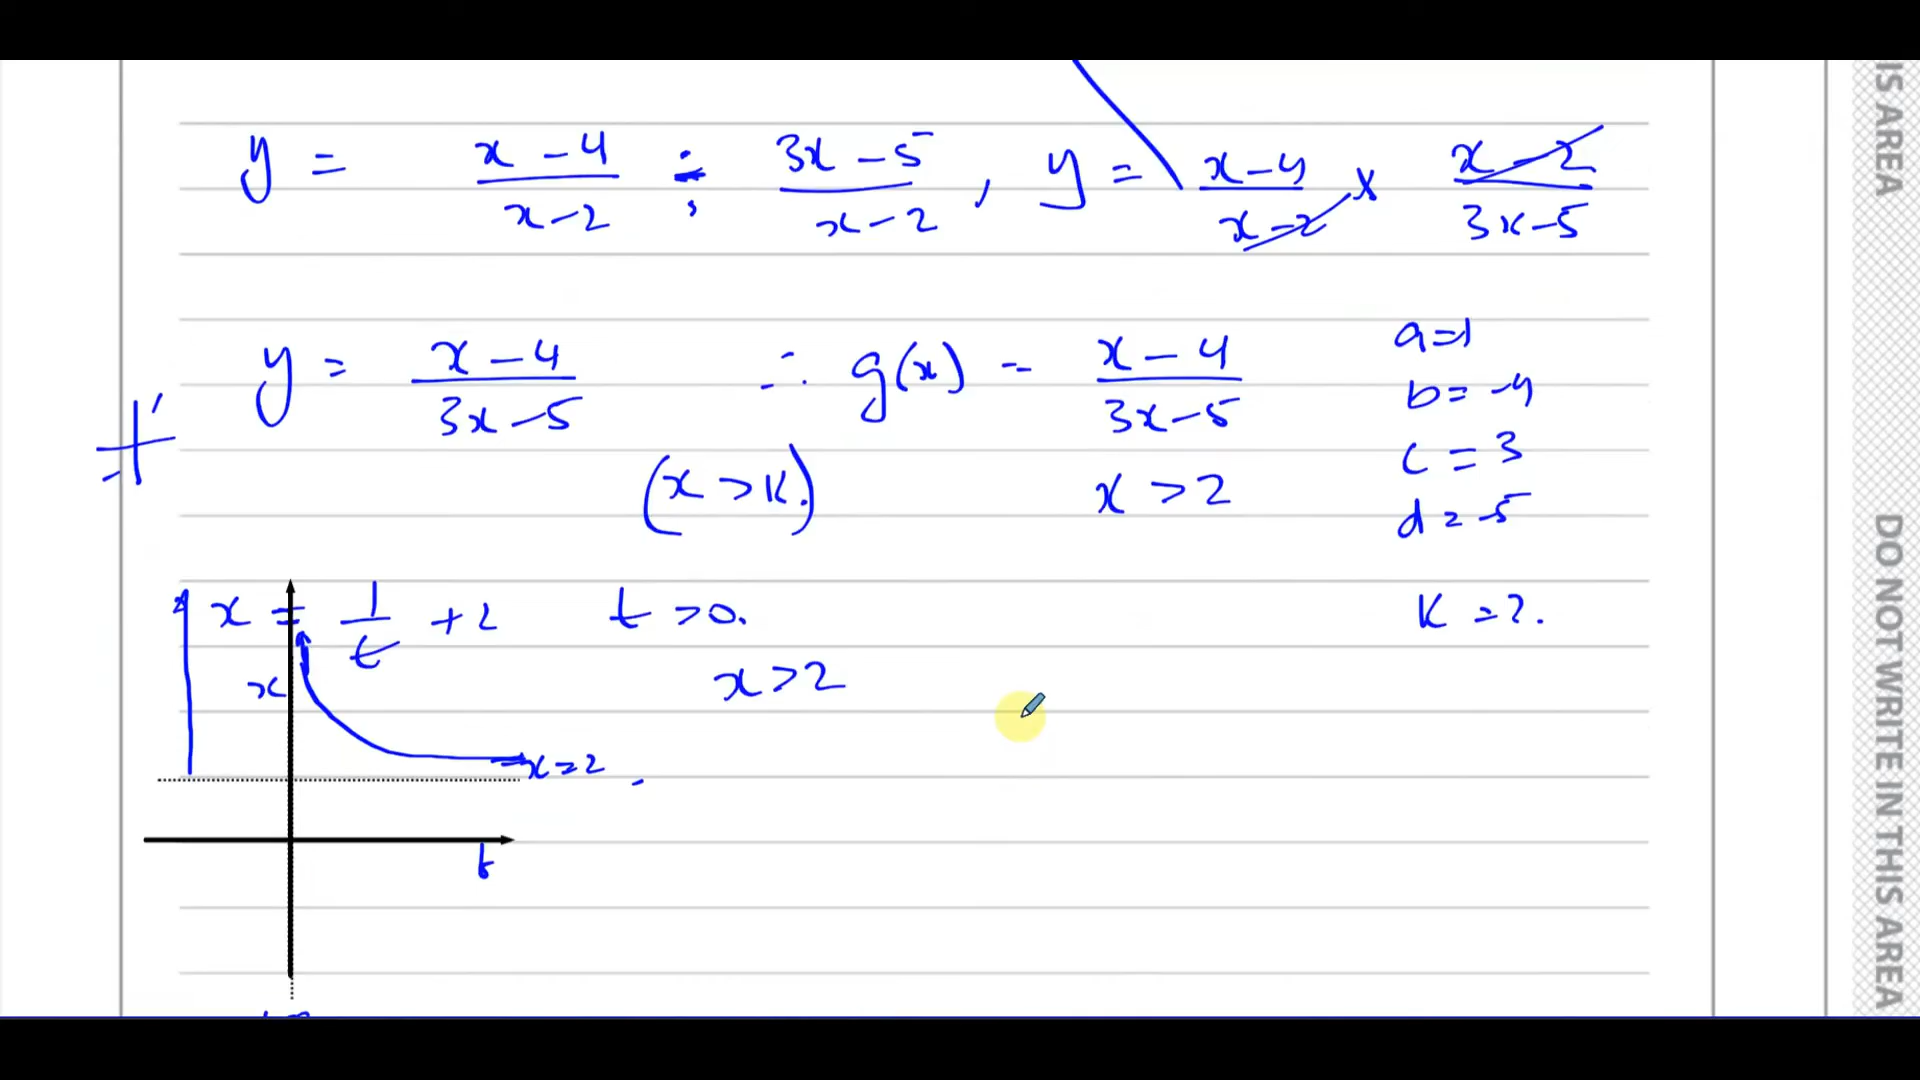 y = x-4 / x-2 ÷ 3x-5 / x-2 , y = x-4 / x-2 × x-2 / 3x-5
y = x-4 / 3x-5 ∴ g(x) = x-4 / 3x-5
a=1
b=-4
c=3
d=-5
(x>k.) x>2
x = 1/t +2 t>0. K=2.
x x>2
x=2
t
IS AREA
DO NOT WRITE IN THIS AREA